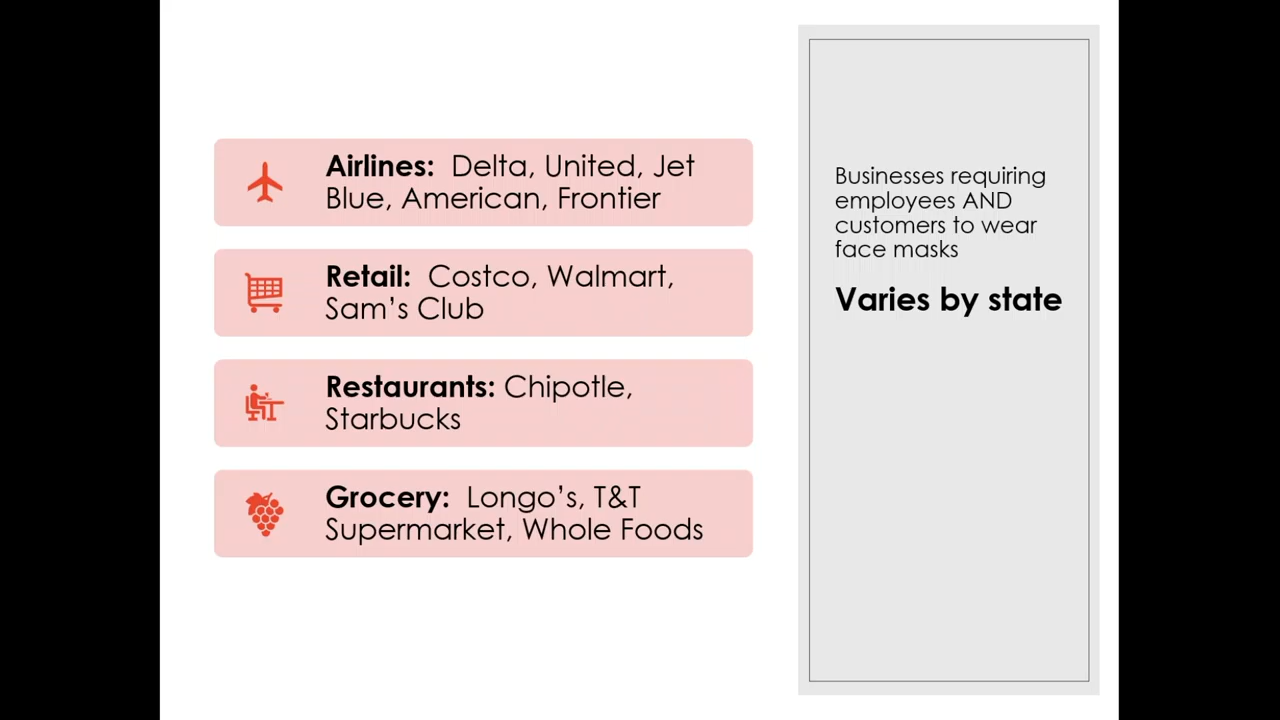 Airlines:  Delta, United, Jet
Blue, American, Frontier
Retail:  Costco, Walmart,
Sam’s Club
Restaurants: Chipotle,
Starbucks
Grocery:  Longo’s, T&T
Supermarket, Whole Foods
Businesses requiring
employees AND
customers to wear
face masks
Varies by state